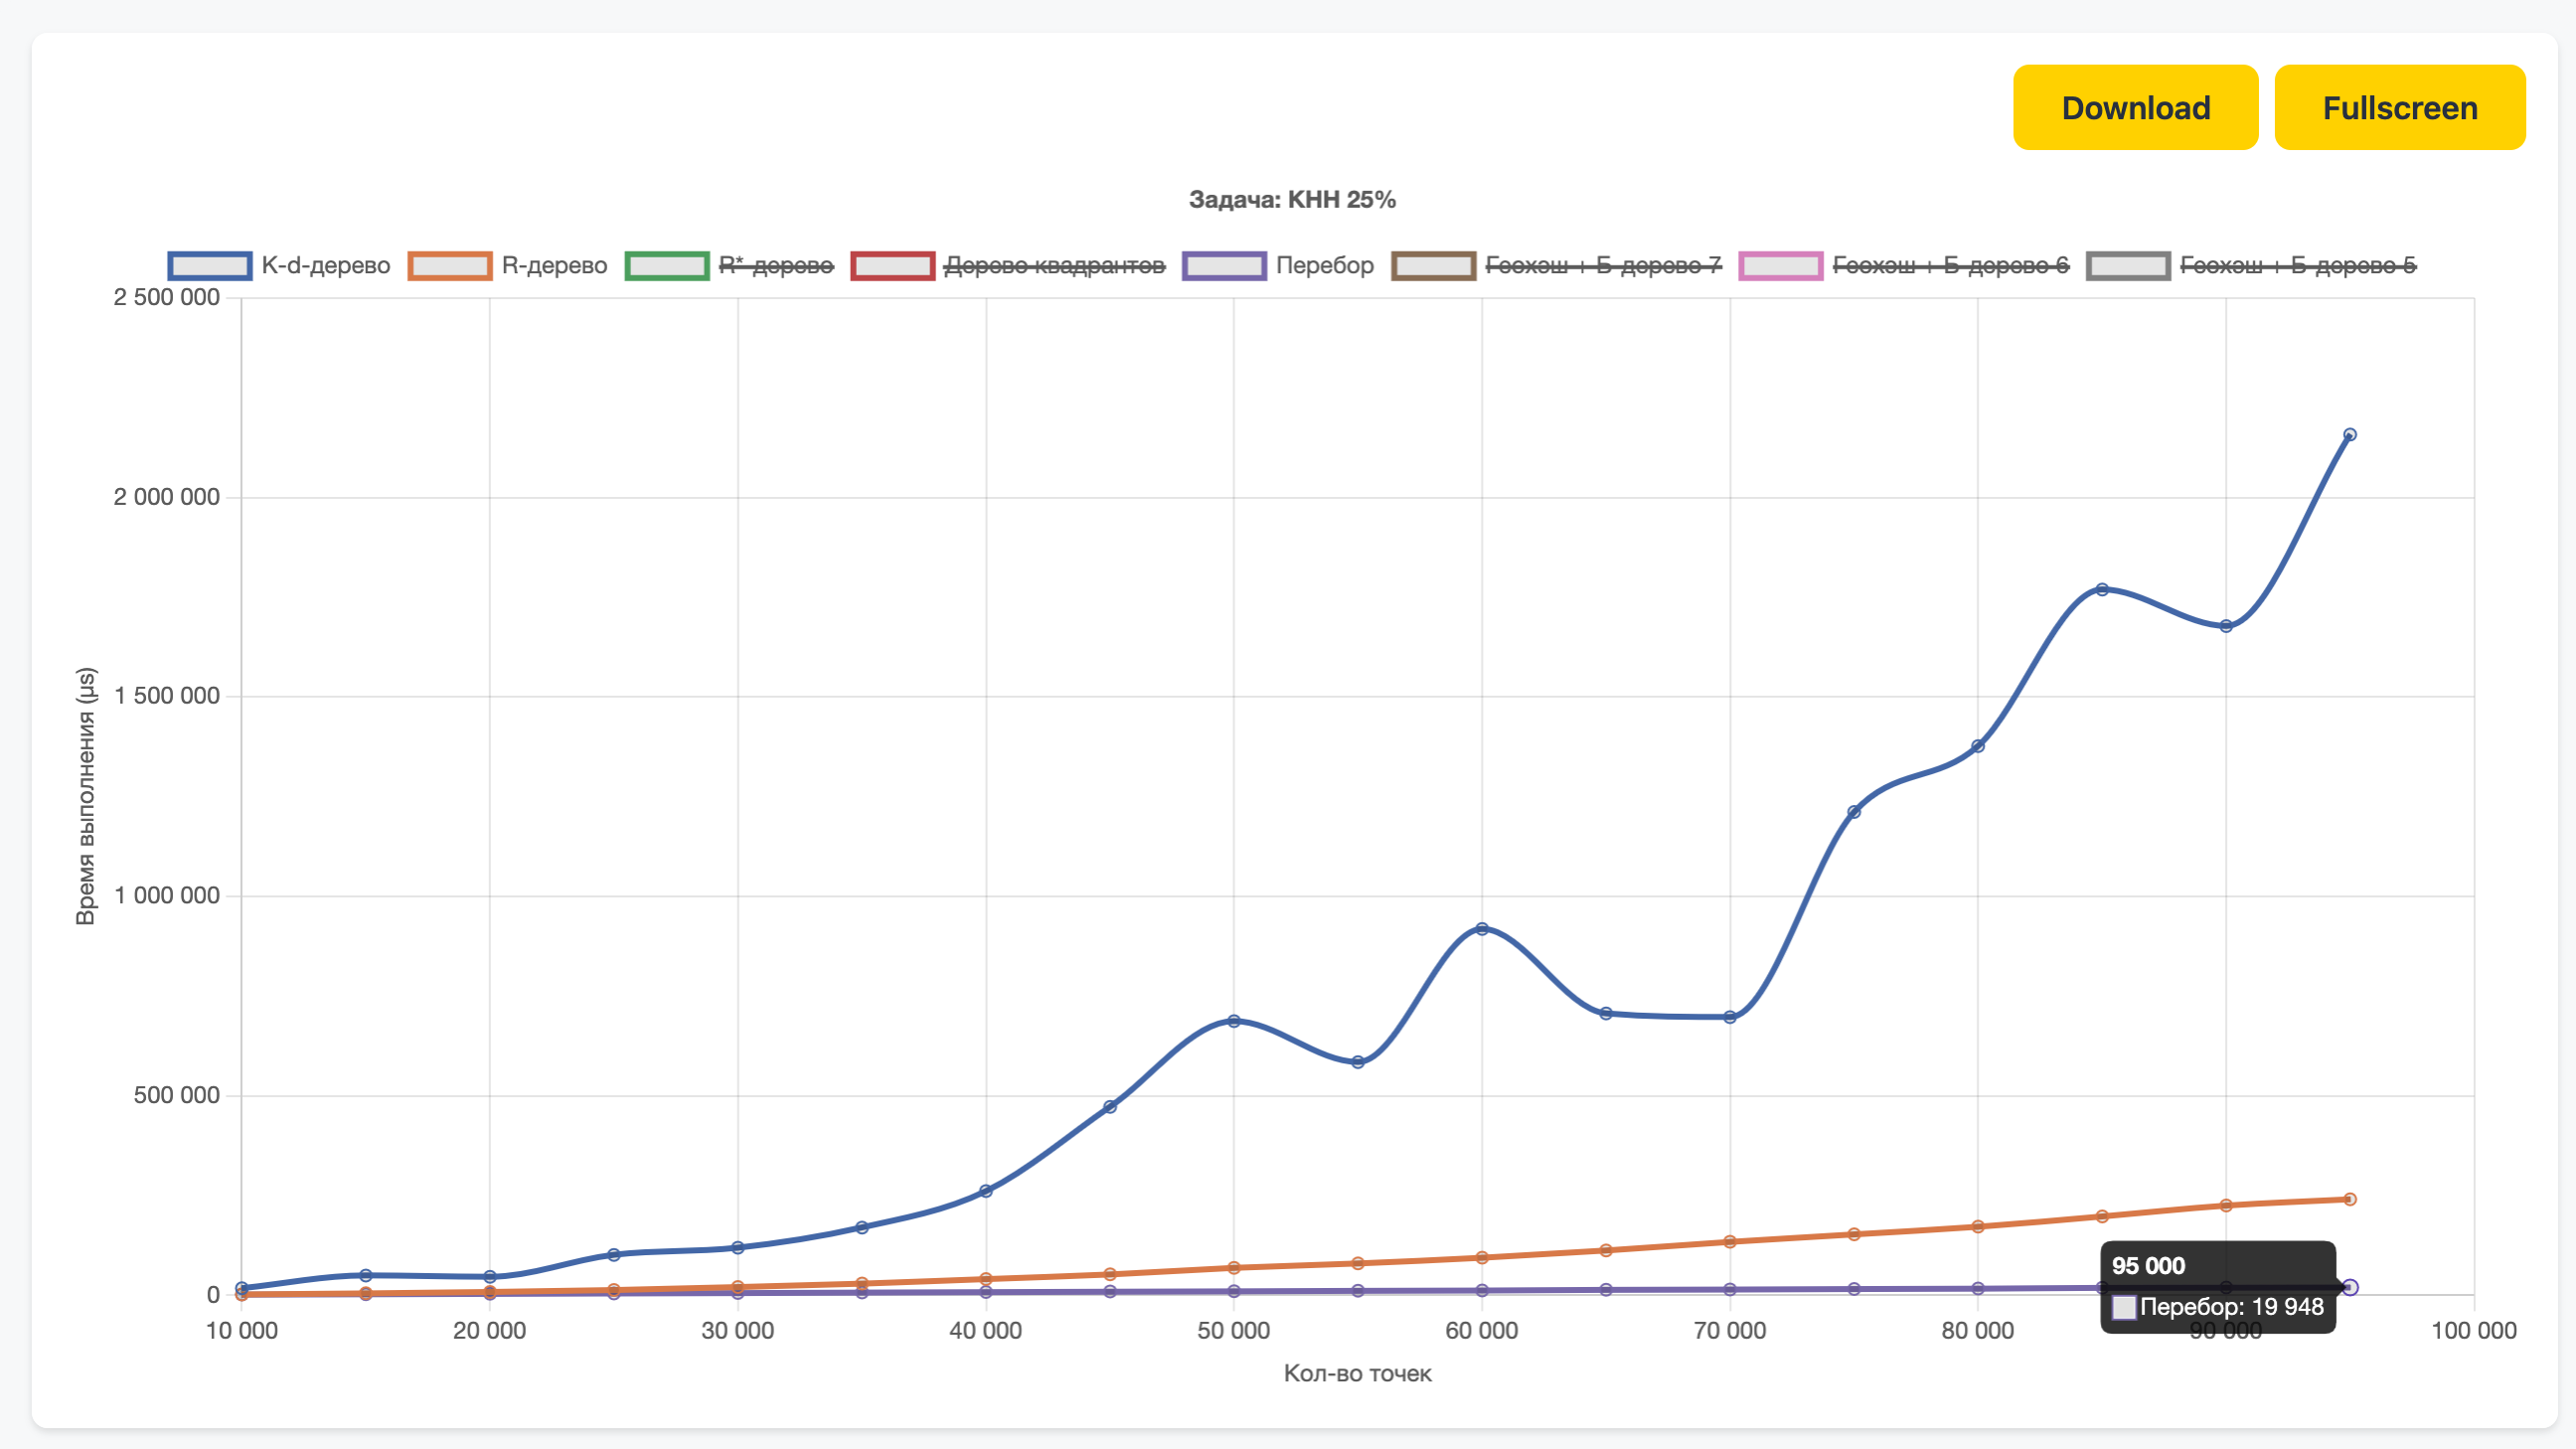 Download Fullscreen
Задача: КНН 25%
K-d-дерево R-дерево R*-дерево Дерево квадрантов Перебор Геохэш + Б-дерево 7 Геохэш + Б-дерево 6 Геохэш + Б-дерево 5
2 500 000
2 000 000
1 500 000
1 000 000
500 000
0
Время выполнения (μs)
95 000
Перебор: 19 948
10 000 20 000 30 000 40 000 50 000 60 000 70 000 80 000 90 000 100 000
Кол-во точек